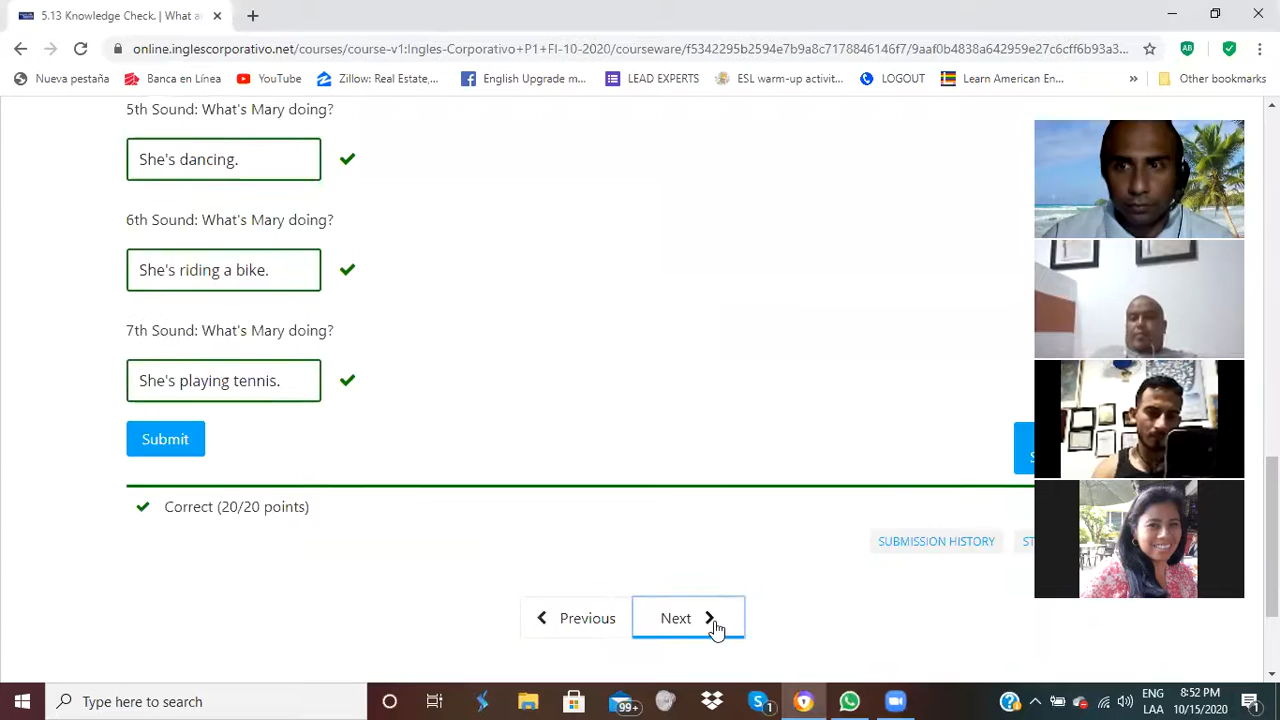 5.13 Knowledge Check. | What a
online.inglescorporativo.net/courses/course-v1:Ingles-Corporativo+P1+FI-10-2020/courseware/f5342295b2594e7b9a8c7178846146f7/9aaf0b4838a642959e27c6cff6b93a3...
Nueva pestaña
Banca en Línea
YouTube
Zillow: Real Estate,...
English Upgrade m...
LEAD EXPERTS
ESL warm-up activit...
LOGOUT
Learn American En...
»
Other bookmarks
5th Sound: What's Mary doing?
She's dancing.
6th Sound: What's Mary doing?
She's riding a bike.
7th Sound: What's Mary doing?
She's playing tennis.
Submit
Correct (20/20 points)
SUBMISSION HISTORY
ST
Previous
Next
Type here to search
99+
1
ENG
LAA
8:52 PM
10/15/2020
1